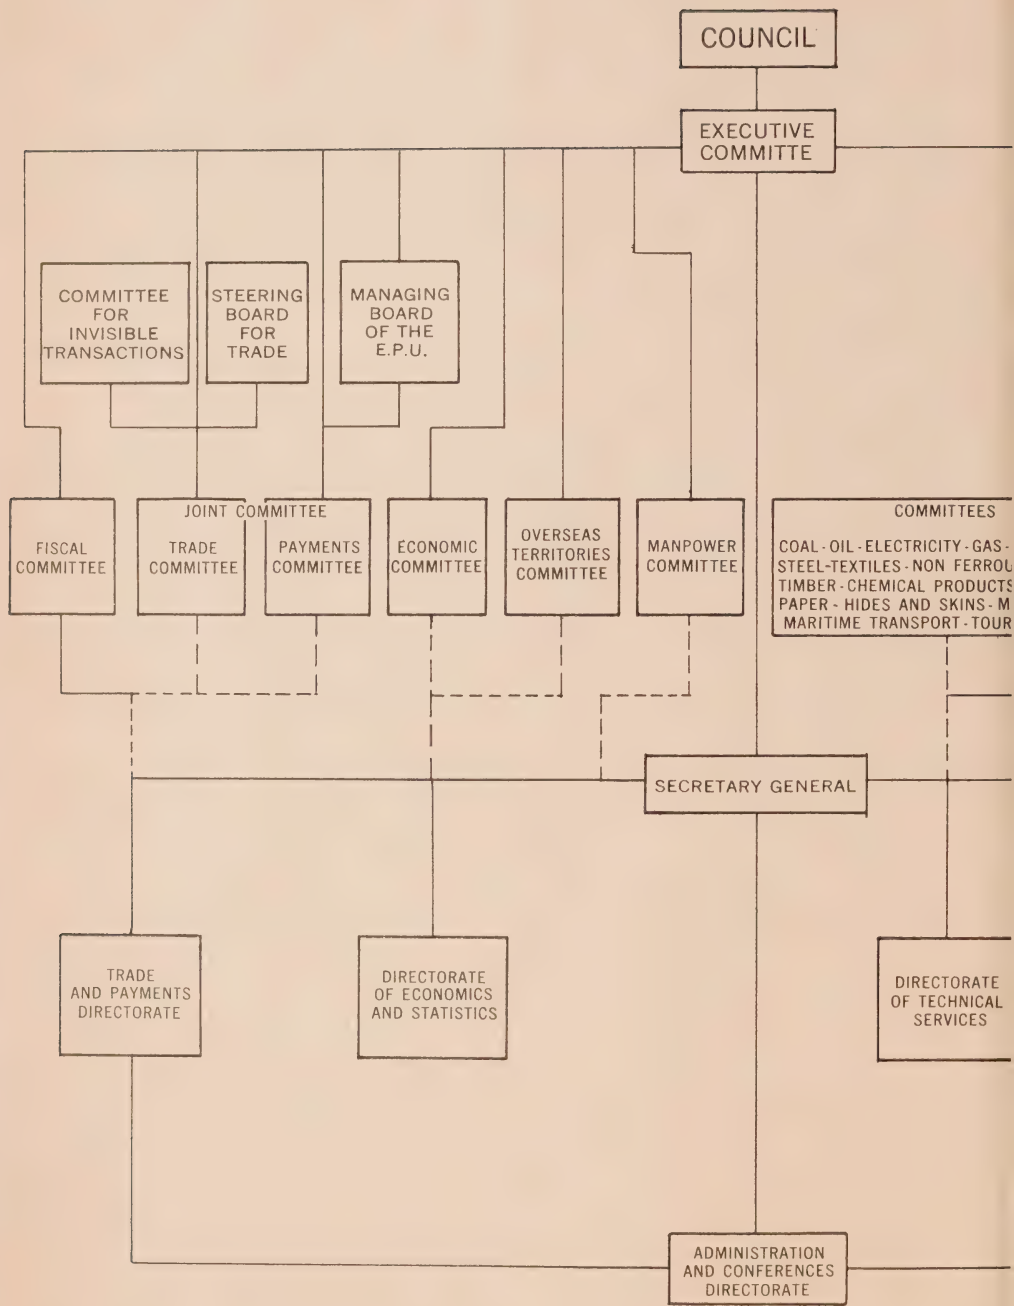 COUNCIL
EXECUTIVE
COMMITTE
COMMITTEE
FOR
INVISIBLE
TRANSACTIONS
STEERING
BOARD
FOR
TRADE
MANAGING
BOARD
OF THE
E.P.U.
FISCAL
COMMITTEE
JOINT COMMITTEE
TRADE
COMMITTEE
PAYMENTS
COMMITTEE
ECONOMIC
COMMITTEE
OVERSEAS
TERRITORIES
COMMITTEE
MANPOWER
COMMITTEE
COMMITTEES
COAL - OIL - ELECTRICITY - GAS -
STEEL - TEXTILES - NON FERROU
TIMBER - CHEMICAL PRODUCTS
PAPER - HIDES AND SKINS - M
MARITIME TRANSPORT - TOUR
SECRETARY GENERAL
TRADE
AND PAYMENTS
DIRECTORATE
DIRECTORATE
OF ECONOMICS
AND STATISTICS
DIRECTORATE
OF TECHNICAL
SERVICES
ADMINISTRATION
AND CONFERENCES
DIRECTORATE